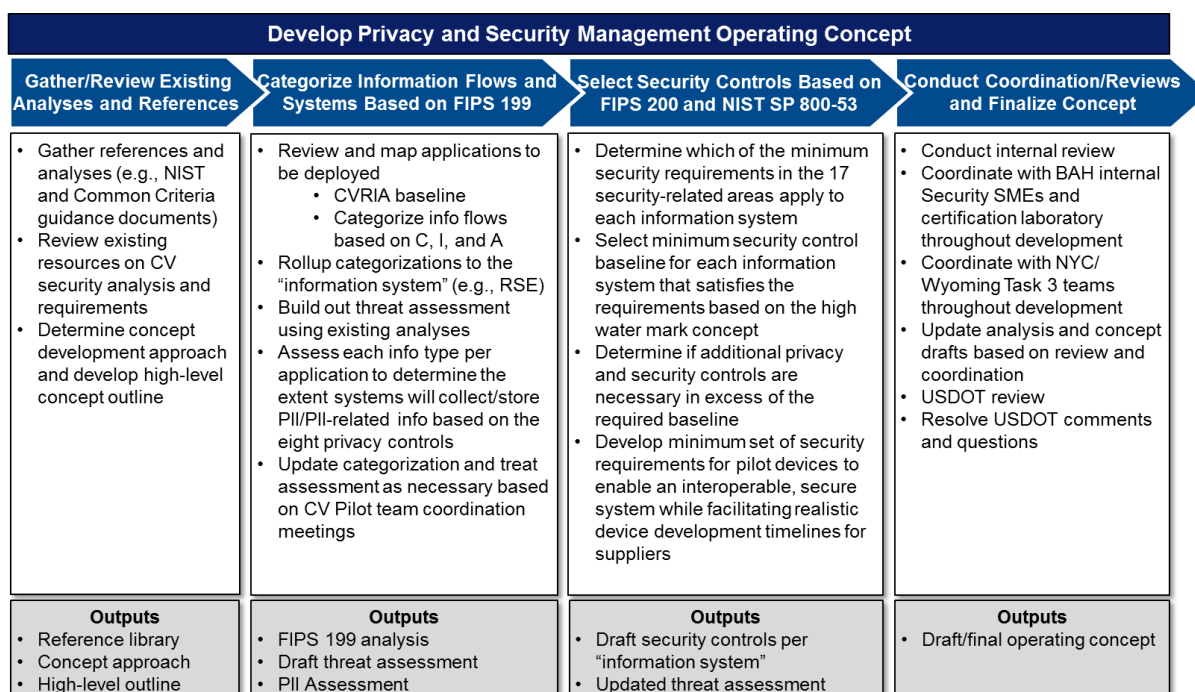 Develop Privacy and Security Management Operating Concept
Gather/Review Existing
Analyses and References
Categorize Information Flows and
Systems Based on FIPS 199
Select Security Controls Based on
FIPS 200 and NIST SP 800-53
Conduct Coordination/Reviews
and Finalize Concept
• Gather references and
analyses (e.g., NIST
and Common Criteria
guidance documents)
• Review existing
resources on CV
security analysis and
requirements
• Determine concept
development approach
and develop high-level
concept outline
• Review and map applications to
be deployed
• CVRIA baseline
• Categorize info flows
based on C, I, and A
• Rollup categorizations to the
“information system” (e.g., RSE)
• Build out threat assessment
using existing analyses
• Assess each info type per
application to determine the
extent systems will collect/store
PII/PII-related info based on the
eight privacy controls
• Update categorization and treat
assessment as necessary based
on CV Pilot team coordination
meetings
• Determine which of the minimum
security requirements in the 17
security-related areas apply to
each information system
• Select minimum security control
baseline for each information
system that satisfies the
requirements based on the high
water mark concept
• Determine if additional privacy
and security controls are
necessary in excess of the
required baseline
• Develop minimum set of security
requirements for pilot devices to
enable an interoperable, secure
system while facilitating realistic
device development timelines for
suppliers
• Conduct internal review
• Coordinate with BAH internal
Security SMEs and
certification laboratory
throughout development
• Coordinate with NYC/
Wyoming Task 3 teams
throughout development
• Update analysis and concept
drafts based on review and
coordination
• USDOT review
• Resolve USDOT comments
and questions
Outputs
• Reference library
• Concept approach
• High-level outline
Outputs
• FIPS 199 analysis
• Draft threat assessment
• PII Assessment
Outputs
• Draft security controls per
“information system”
• Updated threat assessment
Outputs
• Draft/final operating concept